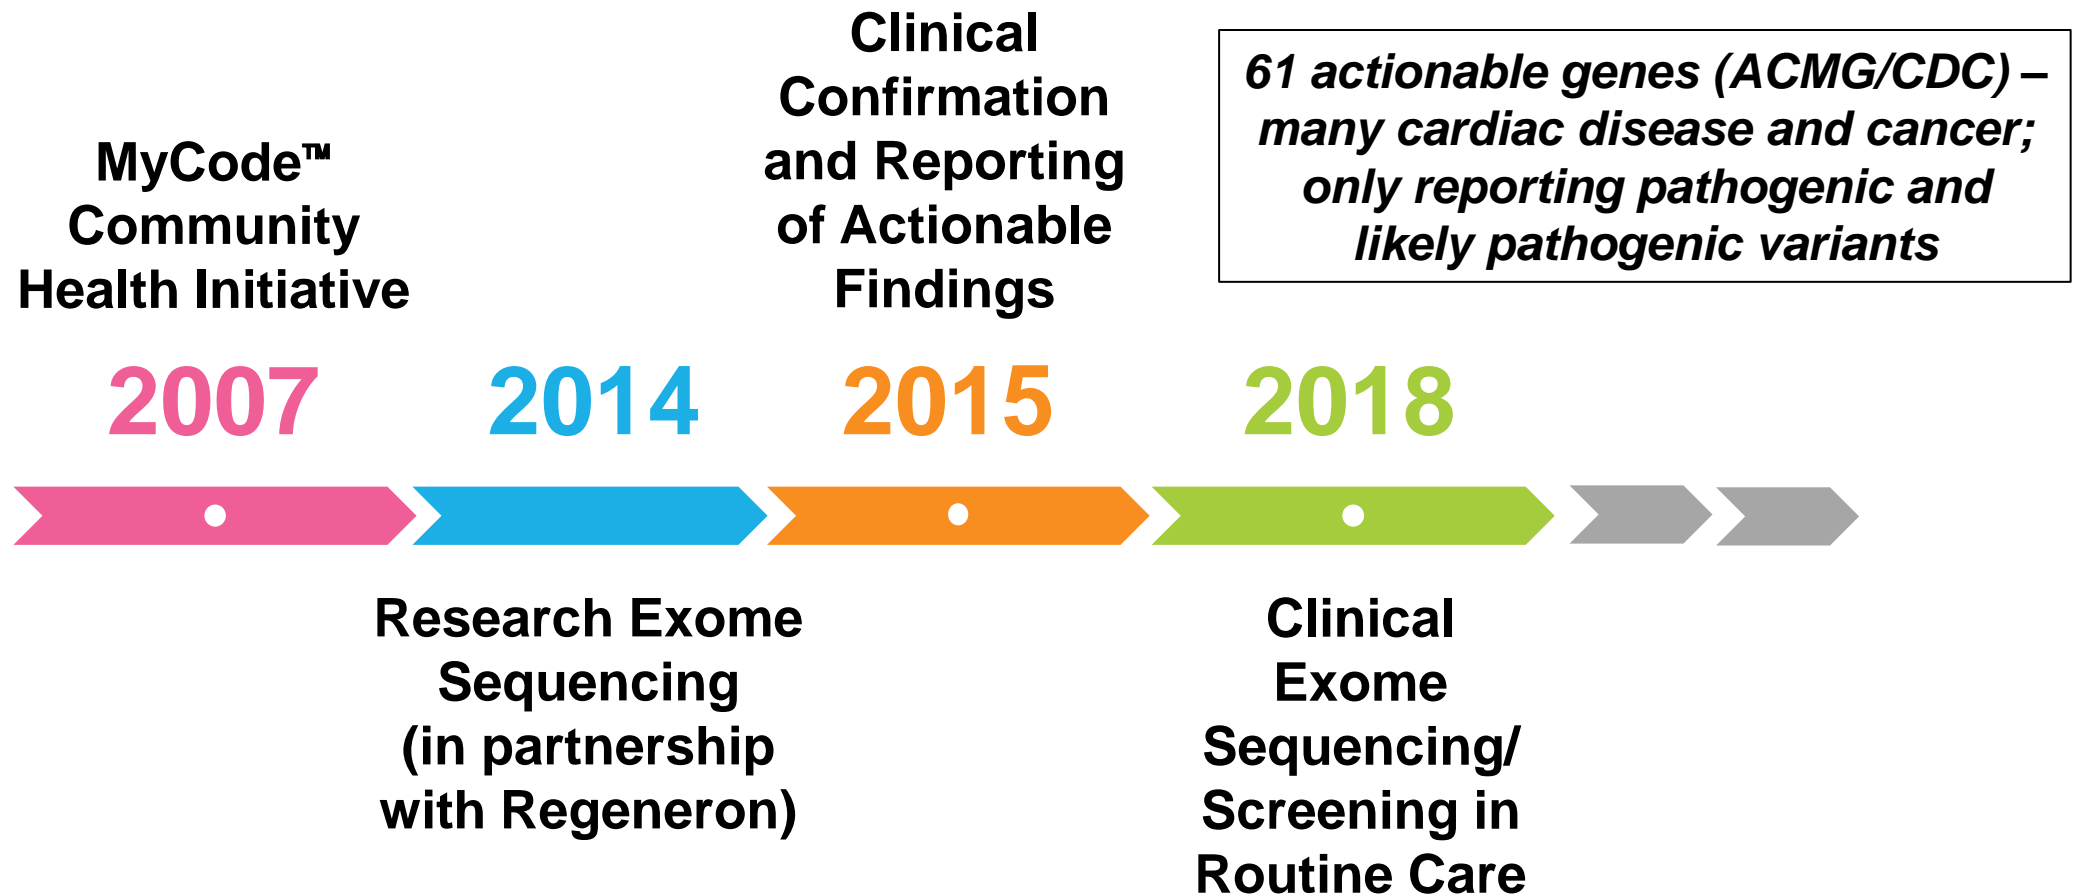 MyCode™
Community
Health Initiative
2007
2014
Research Exome
Sequencing
(in partnership
with Regeneron)
Clinical
Confirmation
and Reporting
of Actionable
Findings
2015
61 actionable genes (ACMG/CDC) –
many cardiac disease and cancer;
only reporting pathogenic and
likely pathogenic variants
2018
Clinical
Exome
Sequencing/
Screening in
Routine Care